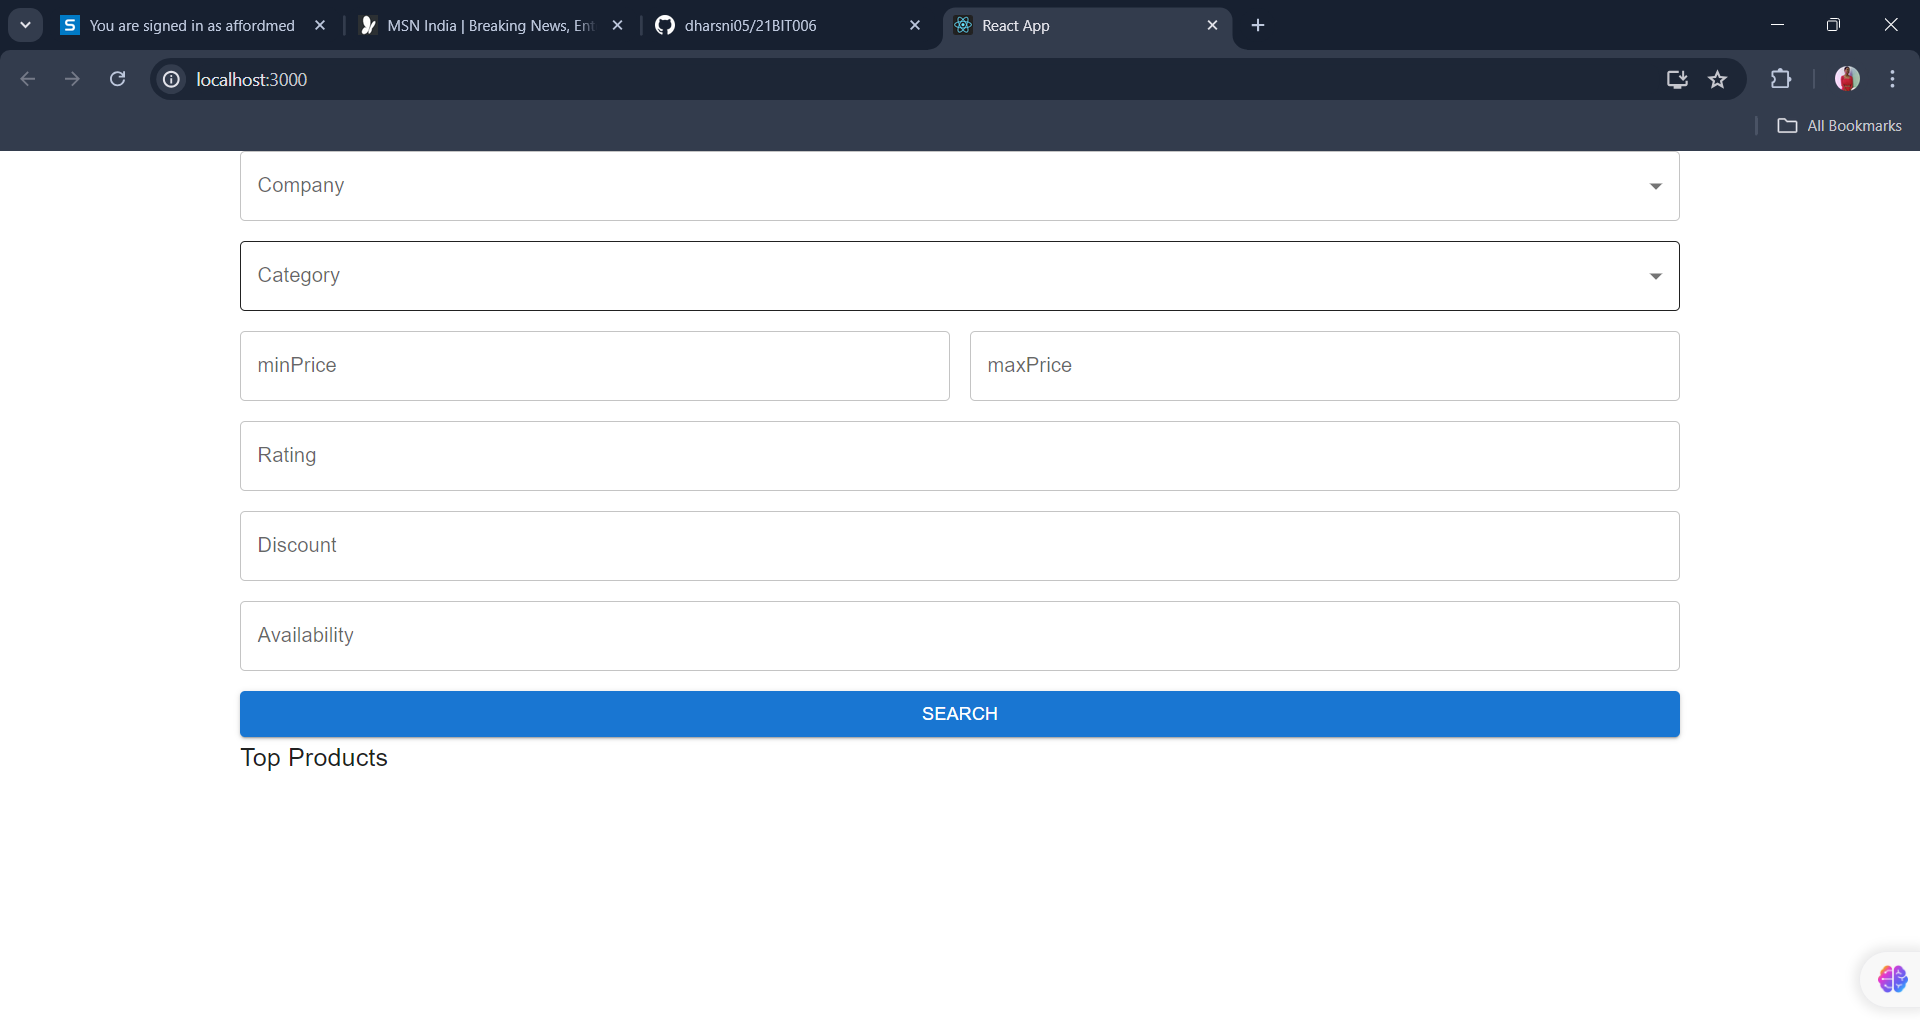 You are signed in as affordmed
MSN India | Breaking News, Ent
dharsni05/21BIT006
React App
localhost:3000
All Bookmarks
Company
Category
minPrice maxPrice
Rating
Discount
Availability
SEARCH
Top Products